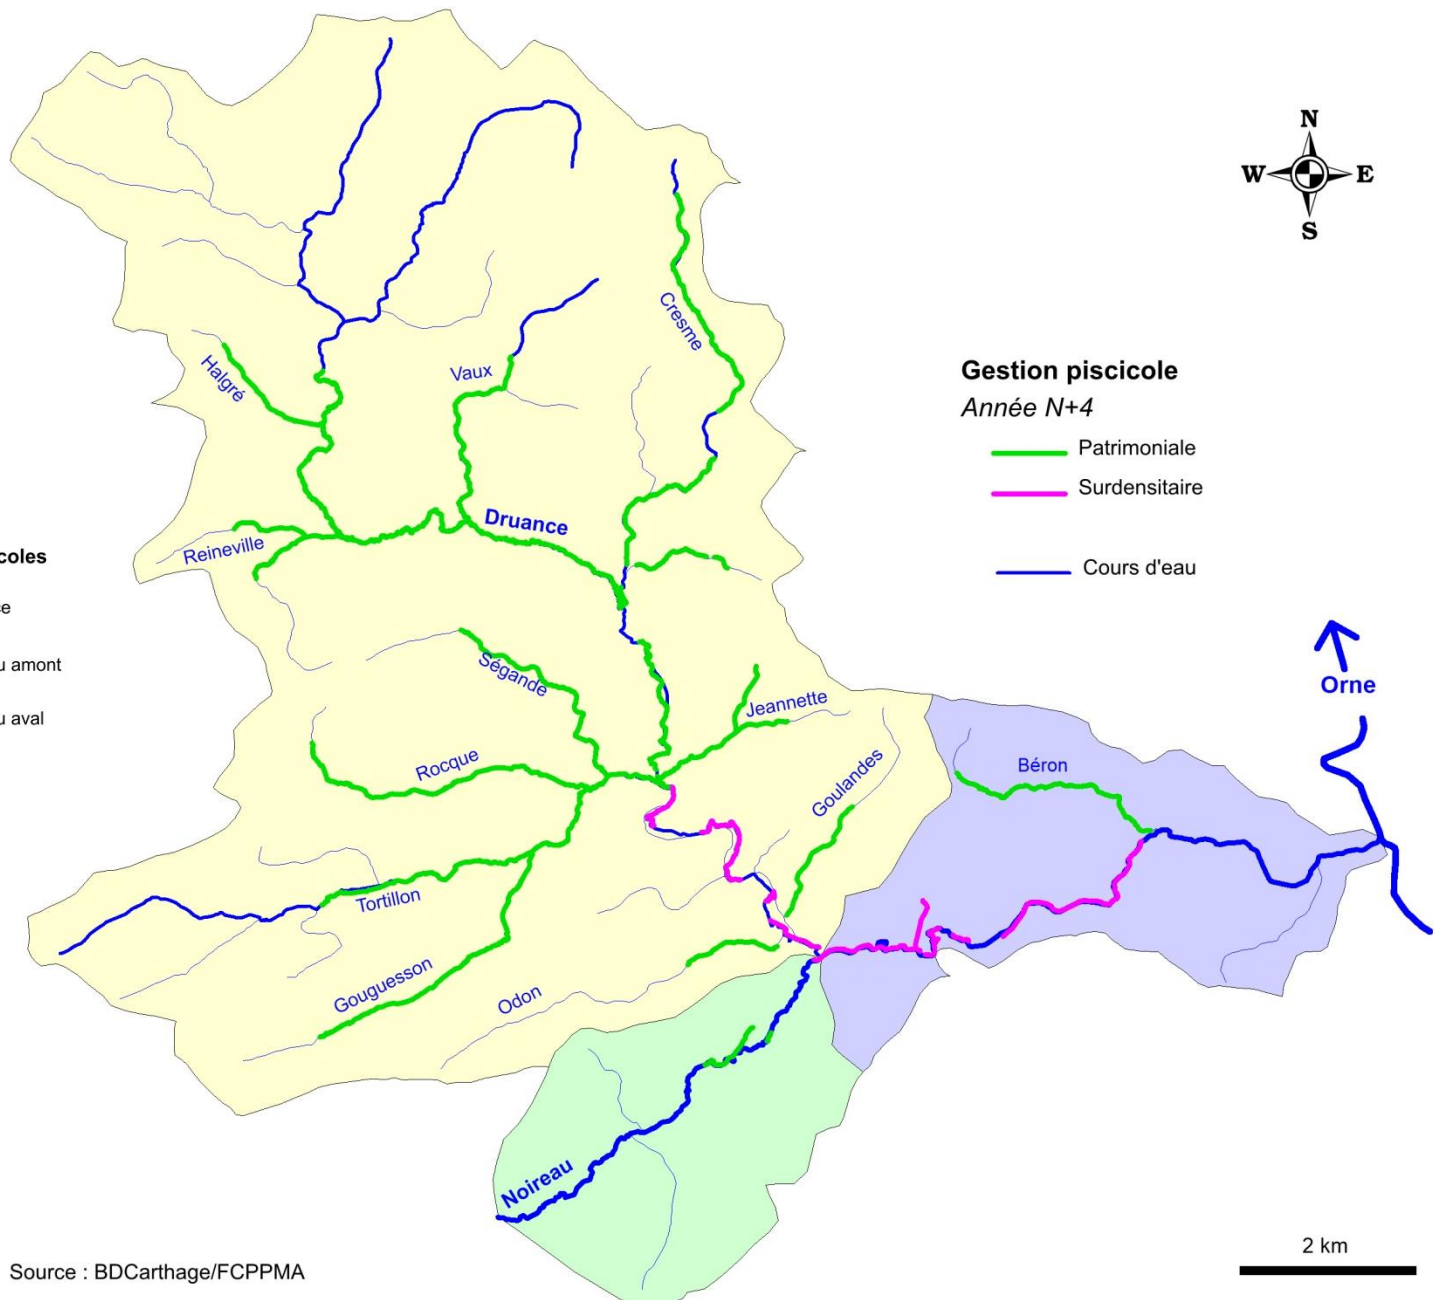 N
W E
S
Cresme
Halgré
Vaux
Gestion piscicole
Année N+4
Patrimoniale
Surdensitaire
Cours d'eau
Druance
Reineville
coles
u amont
u aval
Ségande
Orne
Jeannette
Rocque
Goulandes
Béron
Tortillon
Gouguesson
Odon
Noireau
2 km
Source : BDCarthage/FCPPMA